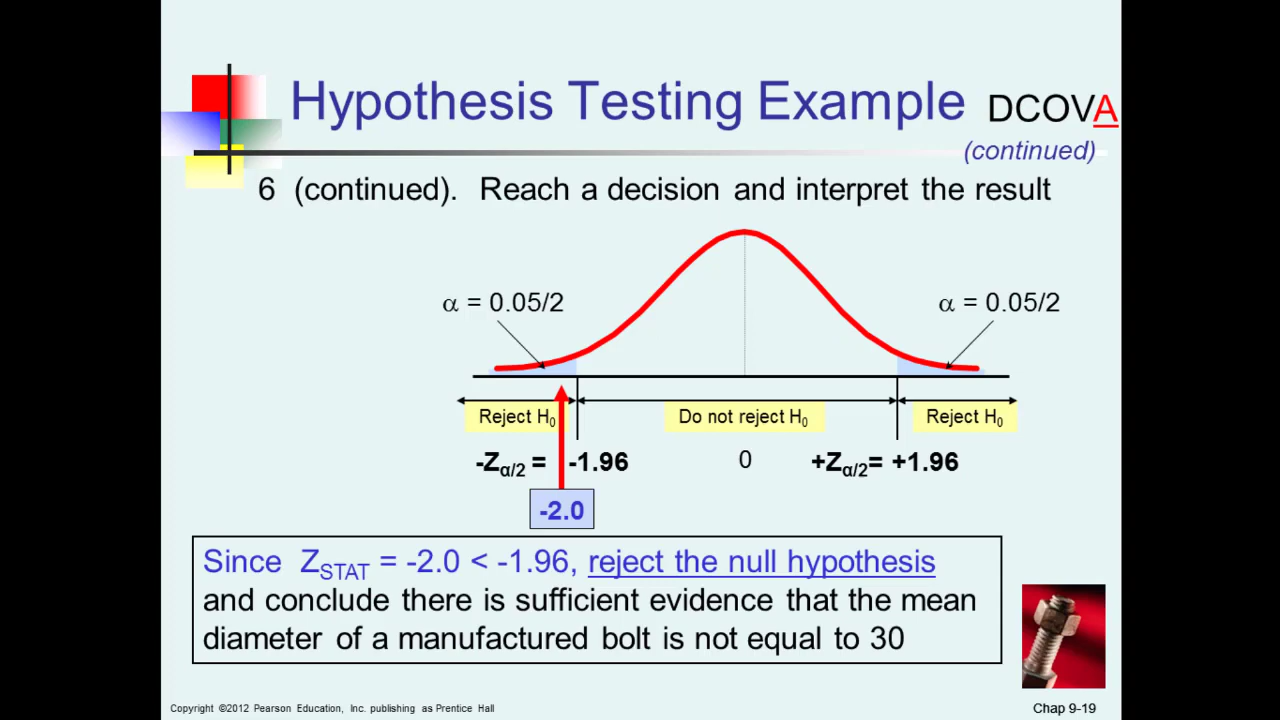 Hypothesis Testing Example DCOVA
(continued)
6 (continued). Reach a decision and interpret the result
α = 0.05/2 α = 0.05/2
Reject H0 Do not reject H0 Reject H0
-Zα/2 = -1.96 0 +Zα/2= +1.96
-2.0
Since ZSTAT = -2.0 < -1.96, reject the null hypothesis
and conclude there is sufficient evidence that the mean
diameter of a manufactured bolt is not equal to 30
Copyright ©2012 Pearson Education, Inc. publishing as Prentice Hall Chap 9-19